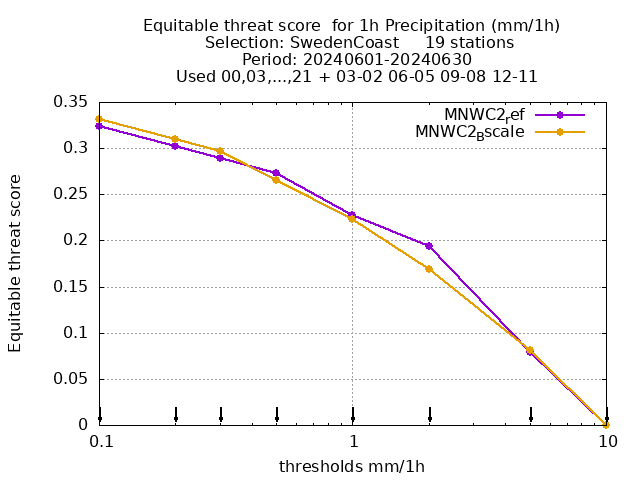 Equitable threat score  for 1h Precipitation (mm/1h)
Selection: SwedenCoast     19 stations
Period: 20240601-20240630
Used 00,03,...,21 + 03-02 06-05 09-08 12-11
MNWC2_ref
MNWC2_Bscale
0.35
0.3
0.25
0.2
0.15
0.1
0.05
0
Equitable threat score
0.1
1
10
thresholds mm/1h